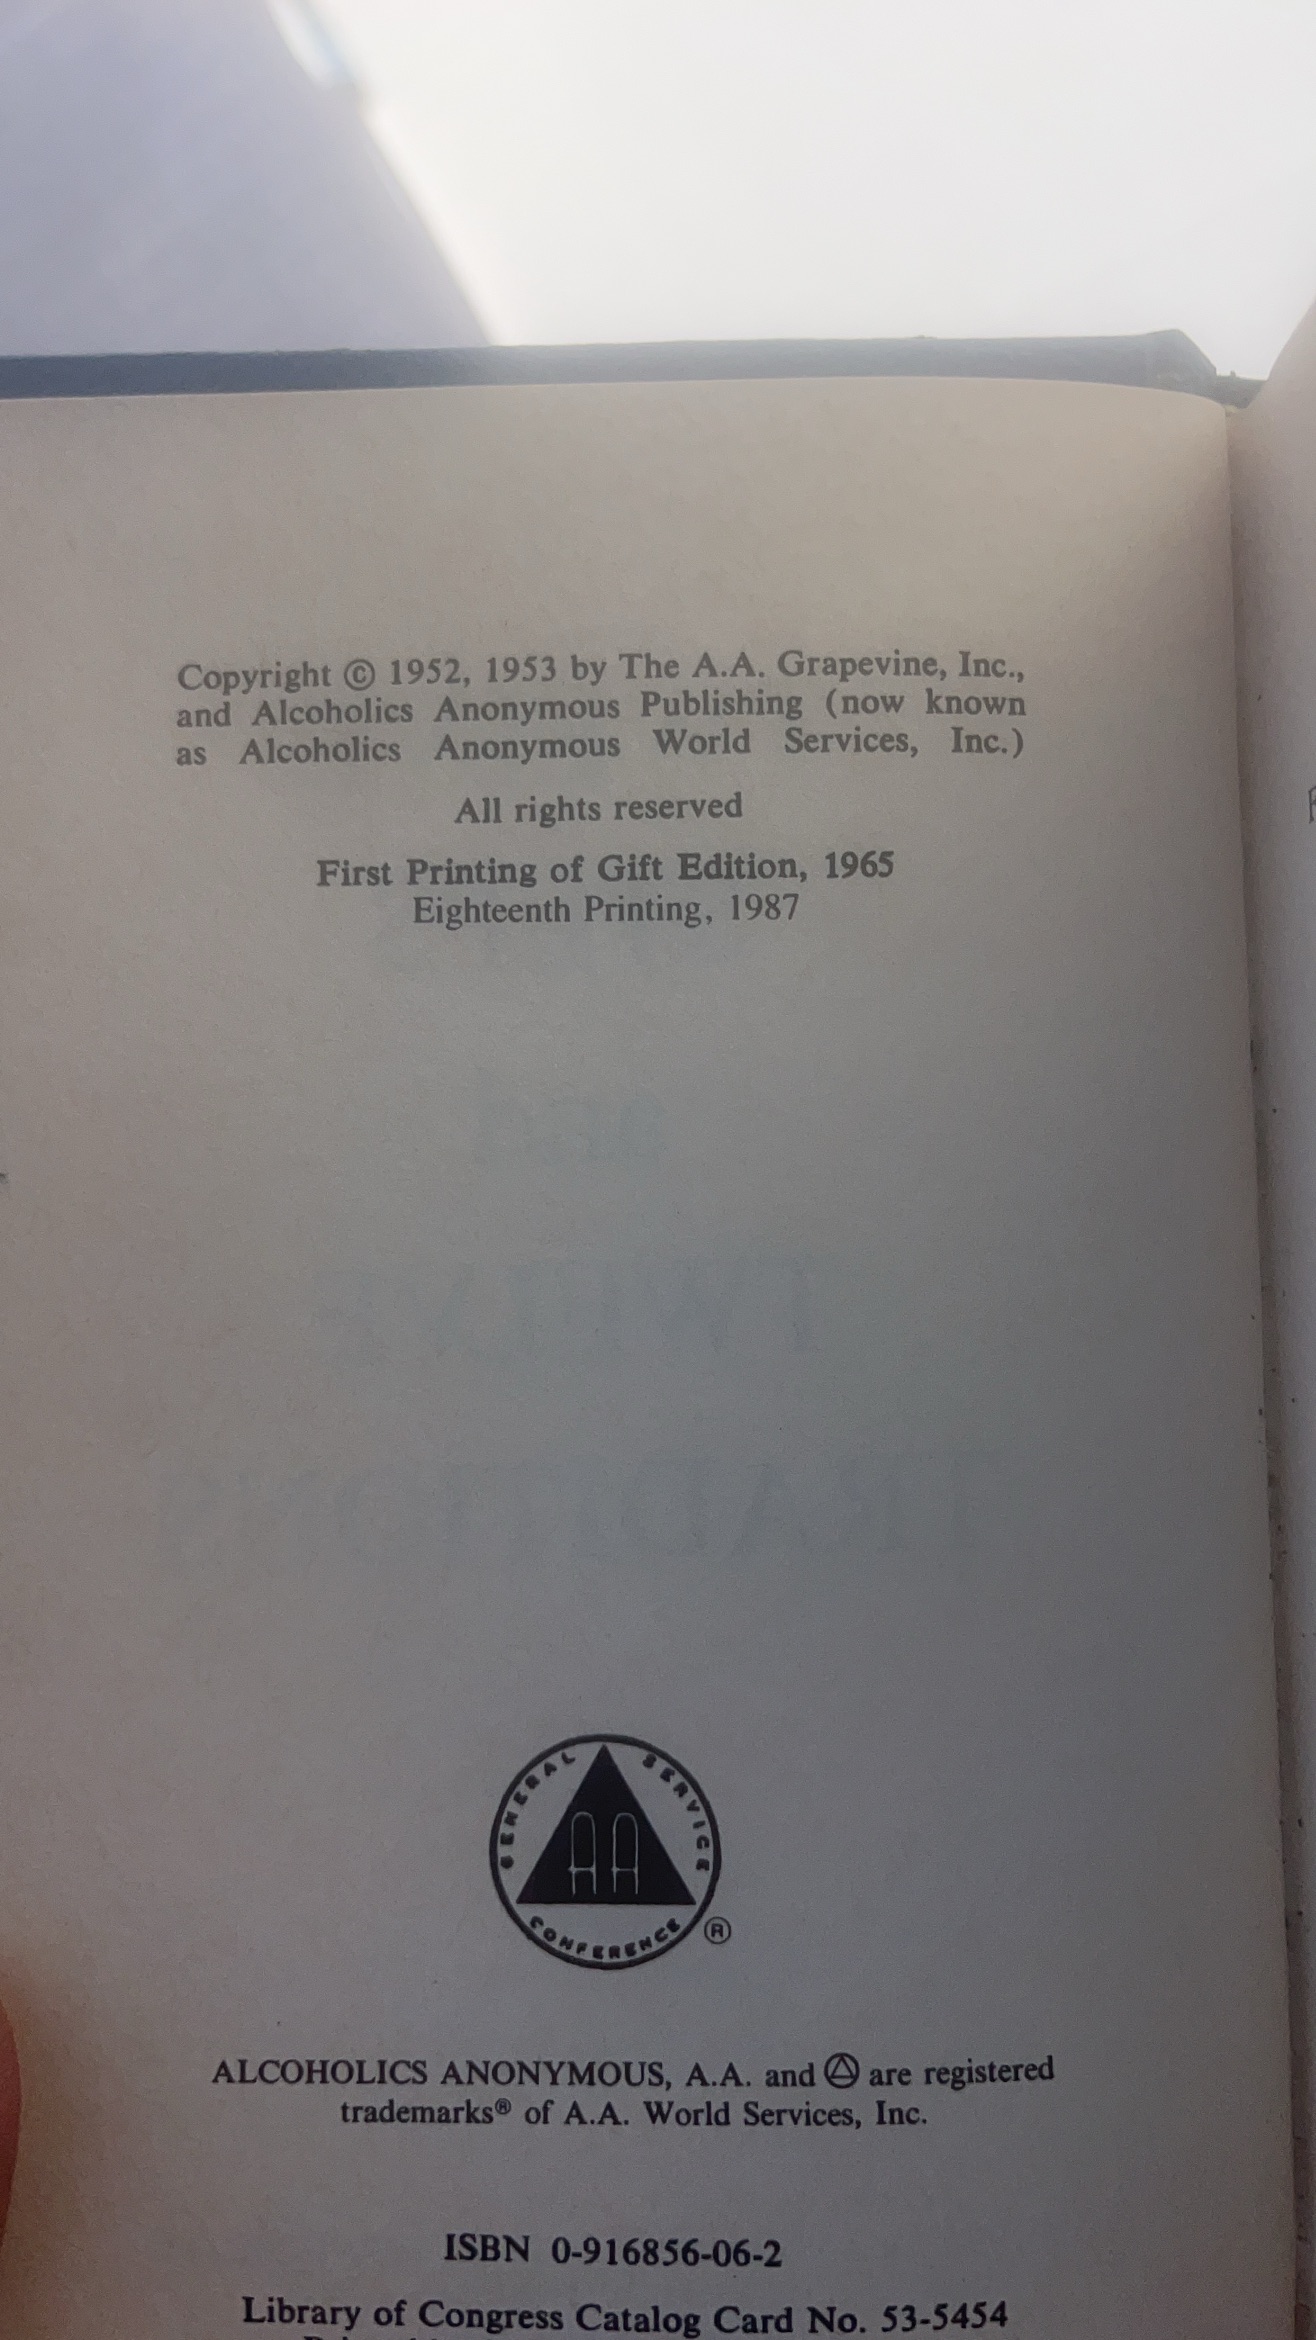 Copyright © 1952, 1953 by The A.A. Grapevine, Inc.,
and Alcoholics Anonymous Publishing (now known
as Alcoholics Anonymous World Services, Inc.)
All rights reserved
First Printing of Gift Edition, 1965
Eighteenth Printing, 1987
GENERAL SERVICE
AA
CONFERENCE
®
ALCOHOLICS ANONYMOUS, A.A. and are registered
trademarks® of A.A. World Services, Inc.
ISBN 0-916856-06-2
Library of Congress Catalog Card No. 53-5454